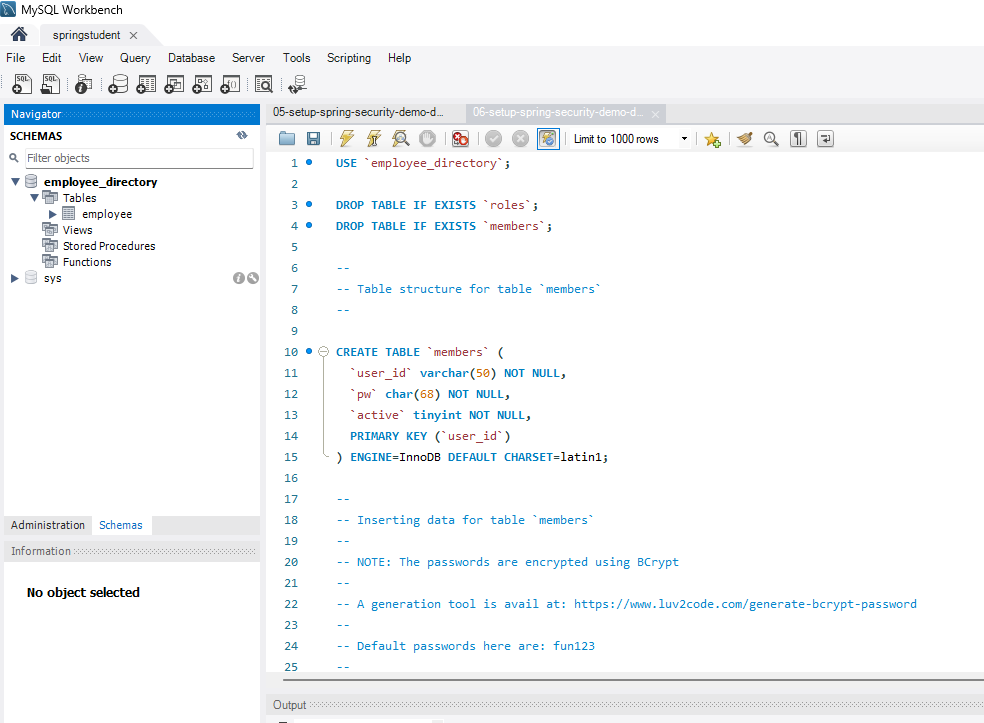 MySQL Workbench
springstudent
File Edit View Query Database Server Tools Scripting Help
Navigator
SCHEMAS
Filter objects
employee_directory
Tables
employee
Views
Stored Procedures
Functions
sys
Administration Schemas
Information
No object selected
05-setup-spring-security-demo-d...
06-setup-spring-security-demo-d...
Limit to 1000 rows
1 USE `employee_directory`;
2
3 DROP TABLE IF EXISTS `roles`;
4 DROP TABLE IF EXISTS `members`;
5
6 --
7 -- Table structure for table `members`
8 --
9
10 CREATE TABLE `members` (
11 `user_id` varchar(50) NOT NULL,
12 `pw` char(68) NOT NULL,
13 `active` tinyint NOT NULL,
14 PRIMARY KEY (`user_id`)
15 ) ENGINE=InnoDB DEFAULT CHARSET=latin1;
16
17 --
18 -- Inserting data for table `members`
19 --
20 -- NOTE: The passwords are encrypted using BCrypt
21 --
22 -- A generation tool is avail at: https://www.luv2code.com/generate-bcrypt-password
23 --
24 -- Default passwords here are: fun123
25 --
Output